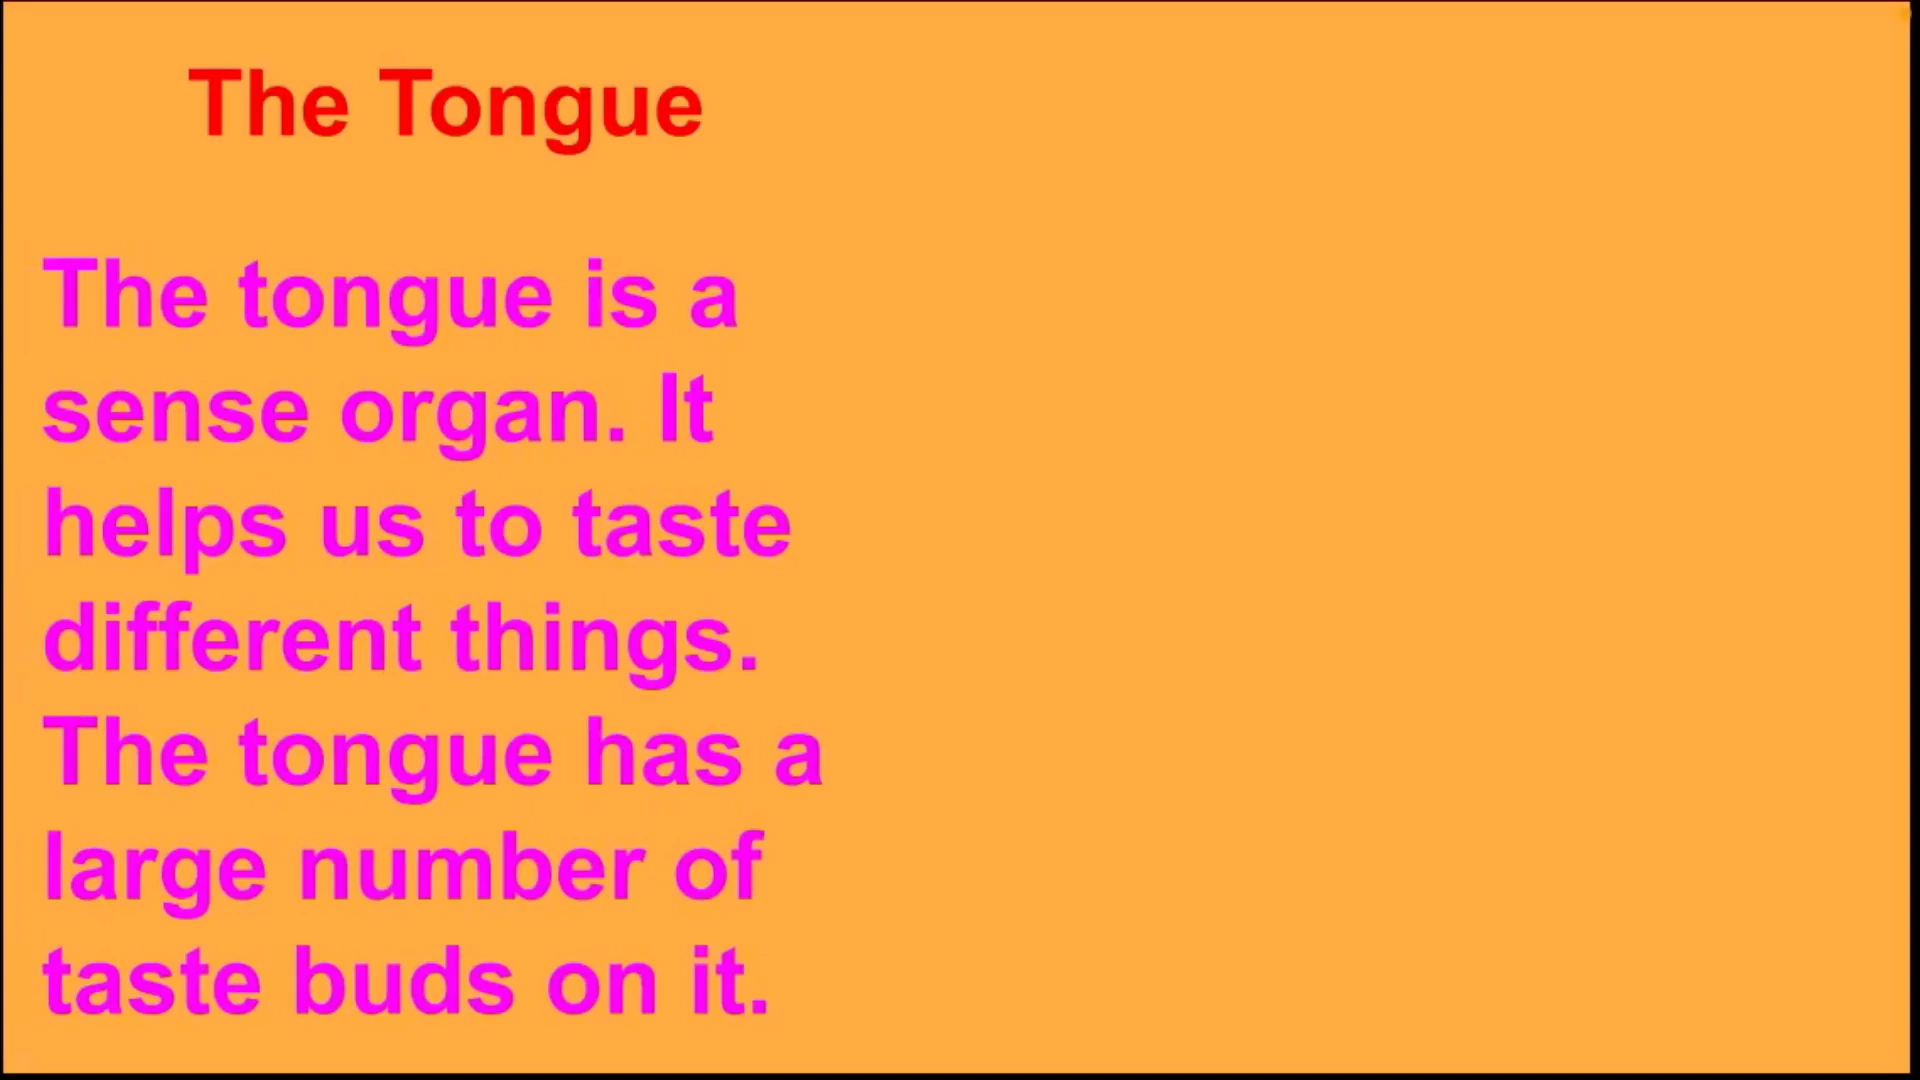 The Tongue
The tongue is a
sense organ. It
helps us to taste
different things.
The tongue has a
large number of
taste buds on it.